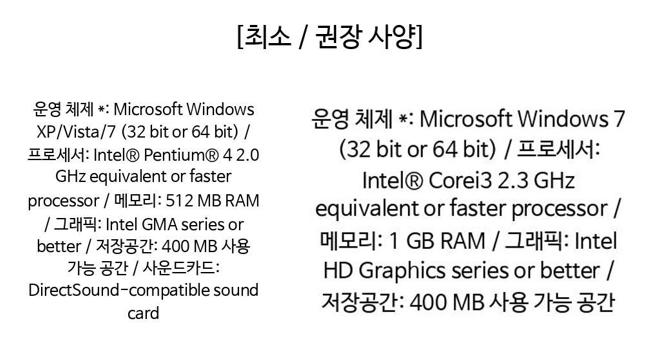 [최소 / 권장 사양]
운영 체제 *: Microsoft Windows
XP/Vista/7 (32 bit or 64 bit) /
프로세서: Intel® Pentium® 4 2.0
GHz equivalent or faster
processor / 메모리: 512 MB RAM
/ 그래픽: Intel GMA series or
better / 저장공간: 400 MB 사용
가능 공간 / 사운드카드:
DirectSound-compatible sound
card
운영 체제 *: Microsoft Windows 7
(32 bit or 64 bit) / 프로세서:
Intel® Corei3 2.3 GHz
equivalent or faster processor /
메모리: 1 GB RAM / 그래픽: Intel
HD Graphics series or better /
저장공간: 400 MB 사용 가능 공간